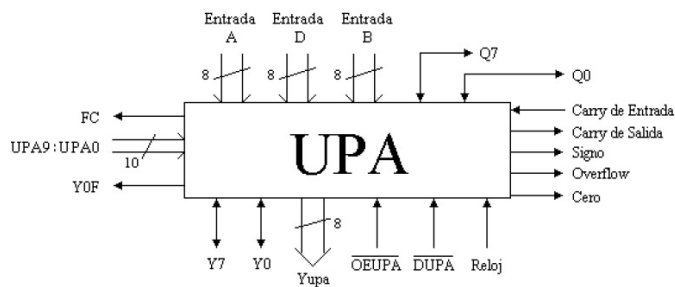 Entrada A
Entrada D
Entrada B
8
8
8
Q7
Q0
FC
Carry de Entrada
UPA9:UPA0
10
UPA
Carry de Salida
Signo
Y0F
Overflow
Cero
8
Y7
Y0
Yupa
OEUPA
DUPA
Reloj